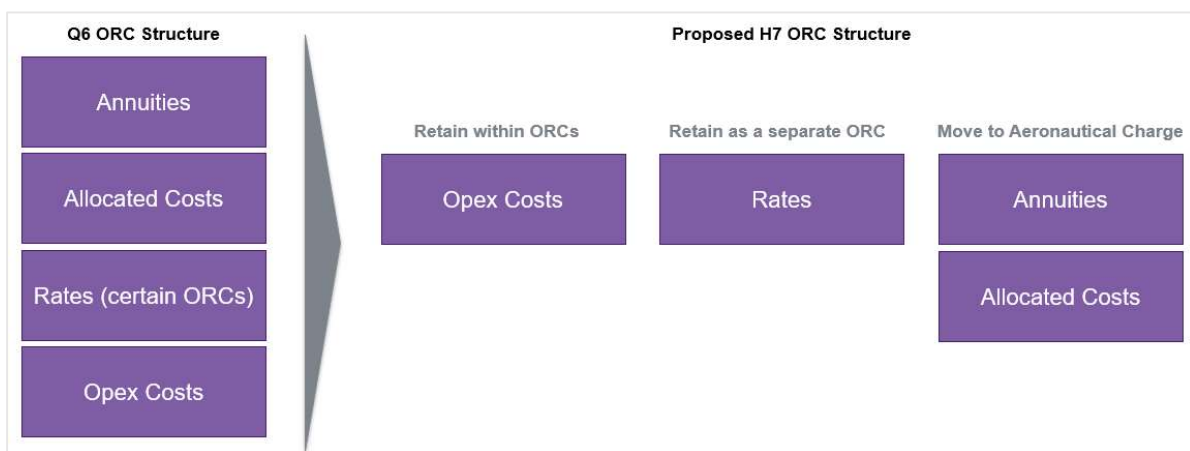 Q6 ORC Structure
Annuities
Allocated Costs
Rates (certain ORCs)
Opex Costs
Proposed H7 ORC Structure
Retain within ORCs
Opex Costs
Retain as a separate ORC
Rates
Move to Aeronautical Charge
Annuities
Allocated Costs